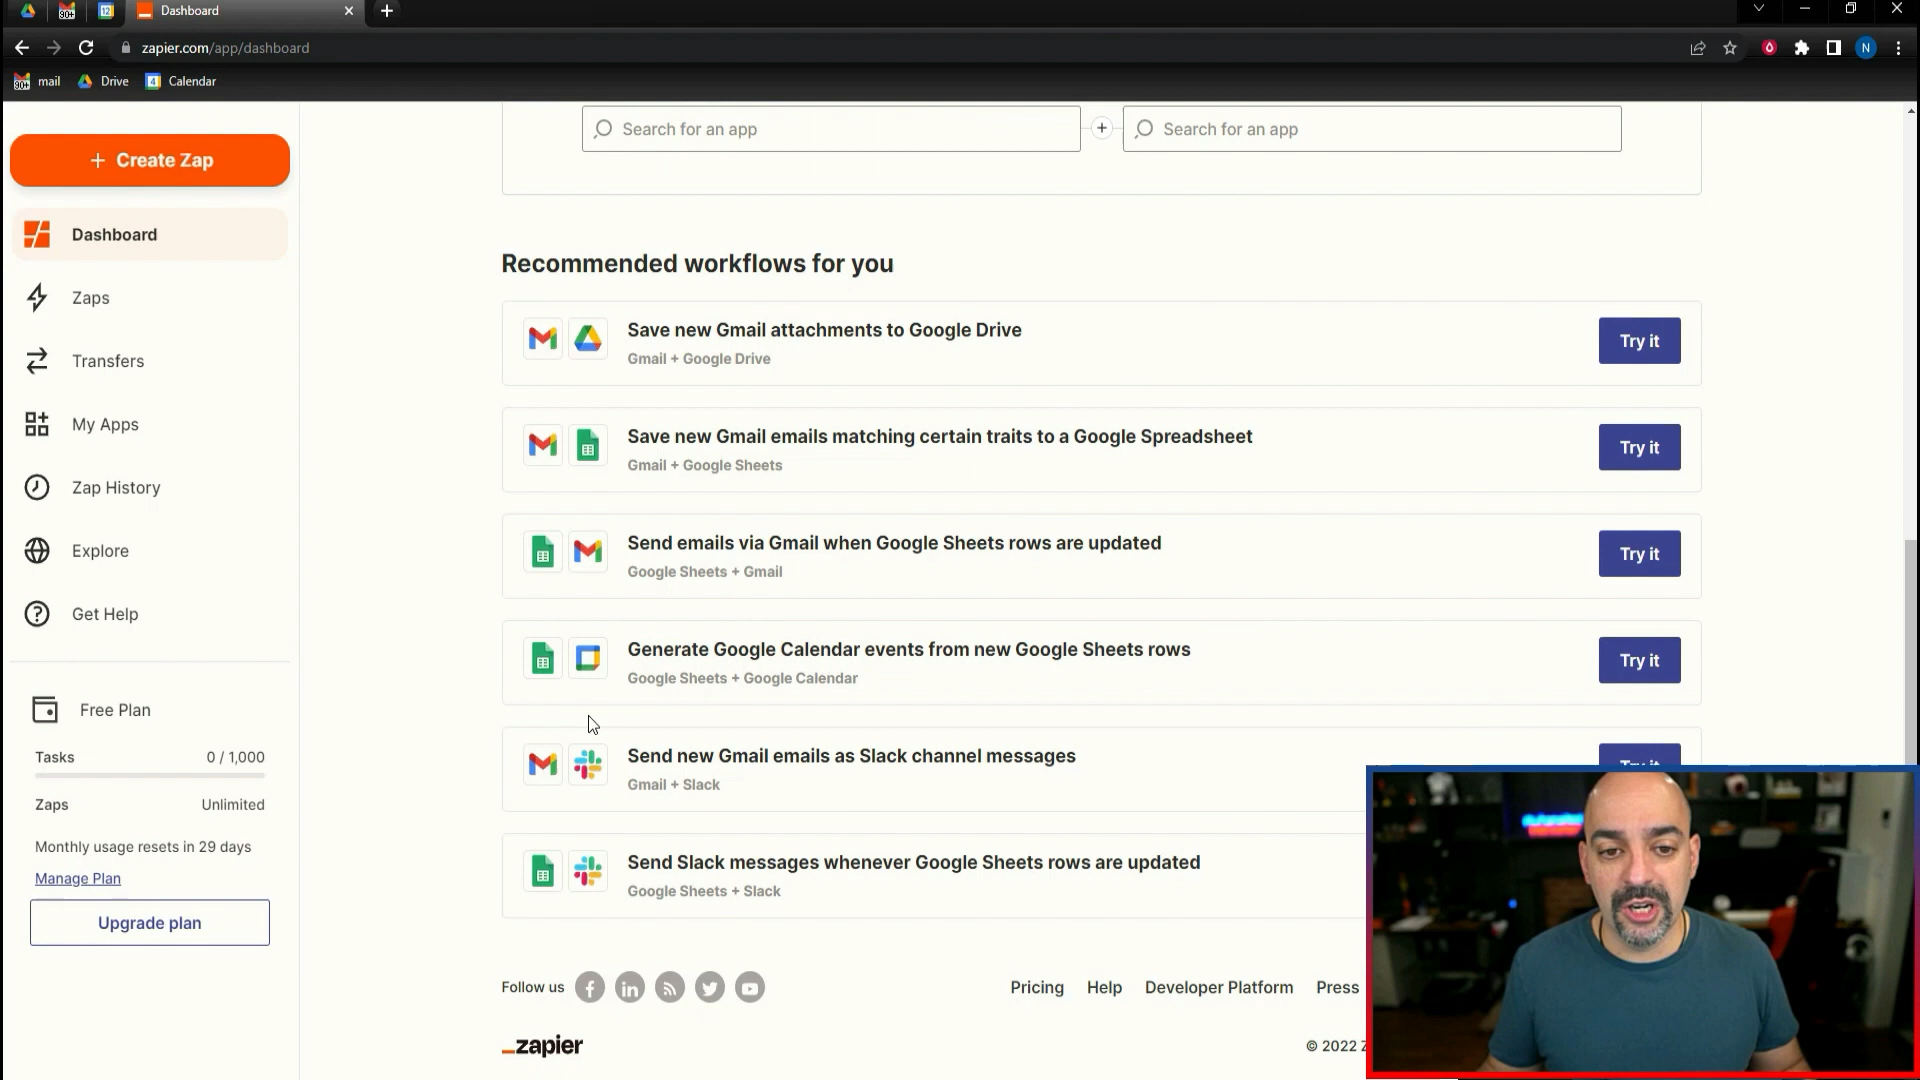 Dashboard
zapier.com/app/dashboard
mail Drive Calendar
Search for an app
Search for an app
Create Zap
Dashboard
Zaps
Transfers
My Apps
Zap History
Explore
Get Help
Free Plan
Tasks 0 / 1,000
Zaps Unlimited
Monthly usage resets in 29 days
Manage Plan
Upgrade plan
Recommended workflows for you
Save new Gmail attachments to Google Drive
Gmail + Google Drive
Try it
Save new Gmail emails matching certain traits to a Google Spreadsheet
Gmail + Google Sheets
Try it
Send emails via Gmail when Google Sheets rows are updated
Google Sheets + Gmail
Try it
Generate Google Calendar events from new Google Sheets rows
Google Sheets + Google Calendar
Try it
Send new Gmail emails as Slack channel messages
Gmail + Slack
Try it
Send Slack messages whenever Google Sheets rows are updated
Google Sheets + Slack
Follow us
Pricing Help Developer Platform Press
zapier
© 2022 Z